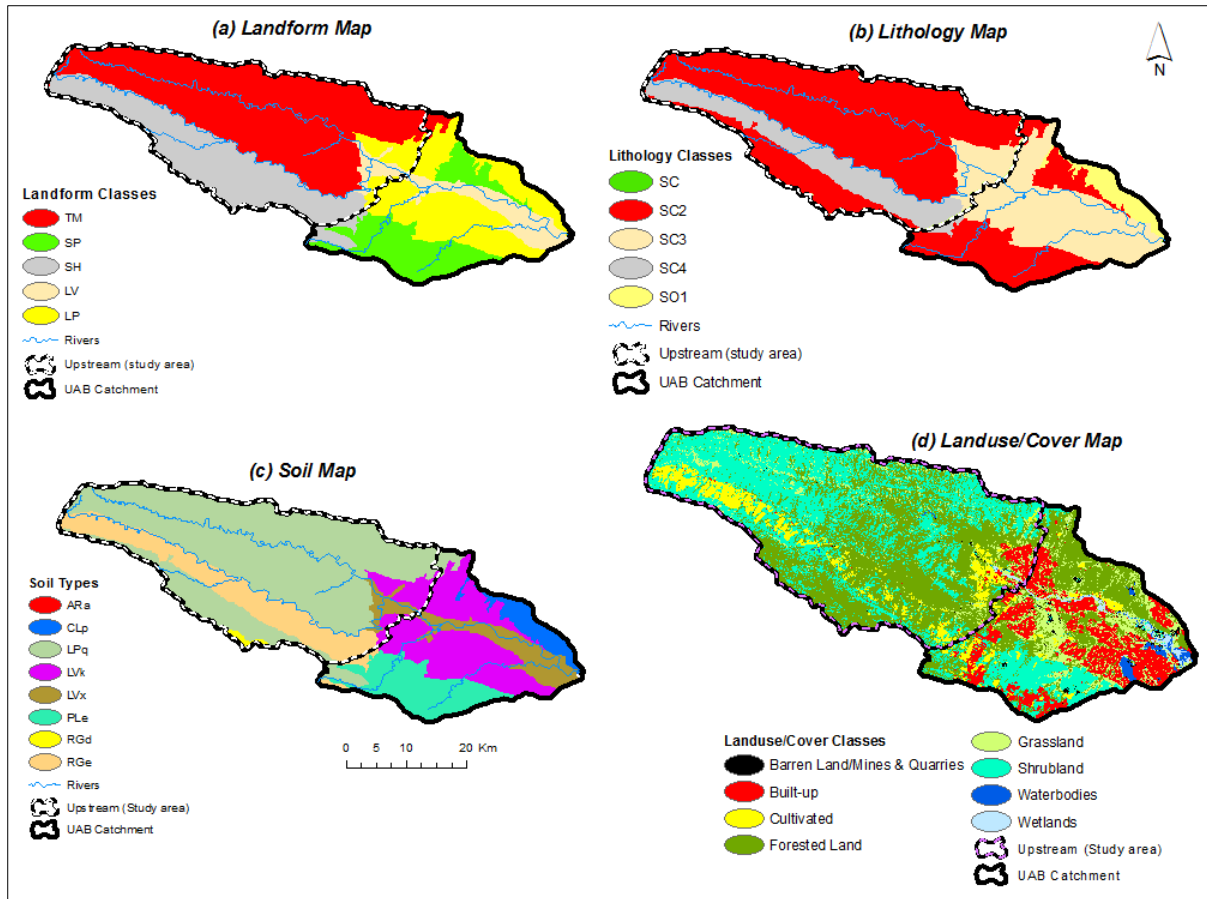 (a) Landform Map
Landform Classes
TM
SP
SH
LV
LP
Rivers
Upstream (study area)
UAB Catchment
(b) Lithology Map
N
Lithology Classes
SC
SC2
SC3
SC4
SO1
Rivers
Upstream (study area)
UAB Catchment
(c) Soil Map
Soil Types
ARa
CLp
LPq
LVk
LVx
PLe
RGd
RGe
Rivers
Upstream (Study area)
UAB Catchment
0 5 10 20 Km
(d) Landuse/Cover Map
Landuse/Cover Classes
Barren Land/Mines & Quarries
Built-up
Cultivated
Forested Land
Grassland
Shrubland
Waterbodies
Wetlands
Upstream (Study area)
UAB Catchment